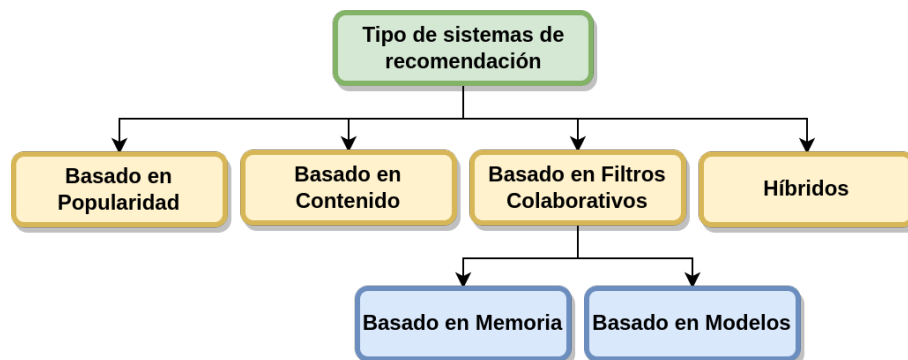 Tipo de sistemas de
recomendación
Basado en
Popularidad
Basado en
Contenido
Basado en Filtros
Colaborativos
Híbridos
Basado en Memoria
Basado en Modelos